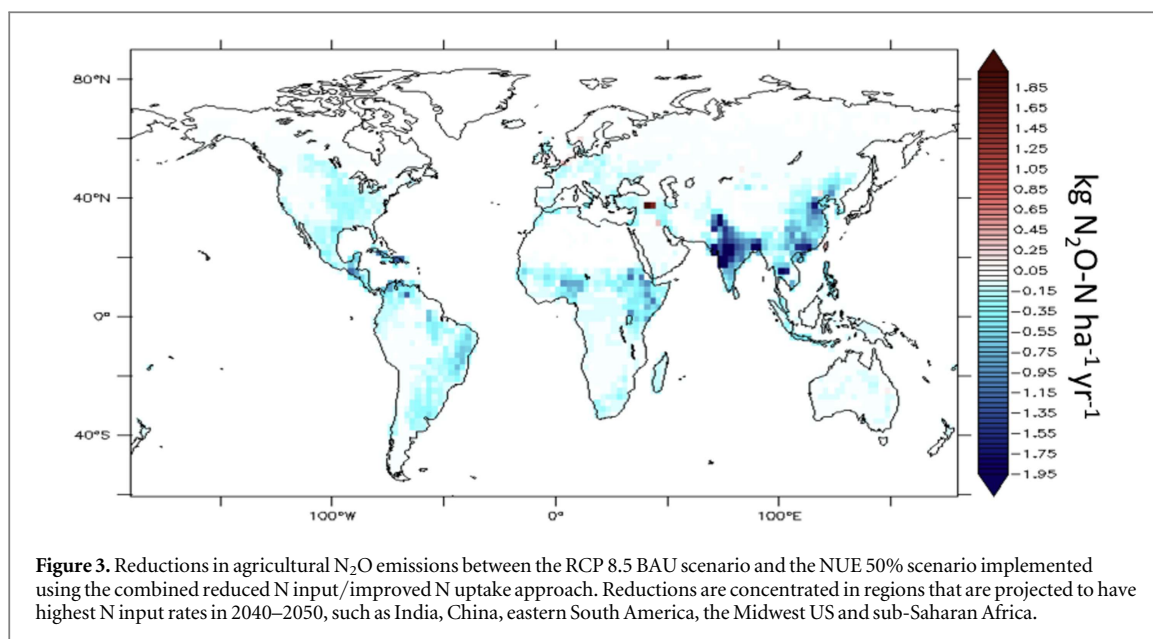 80°N
40°N
0°
40°S
100°W
0°
100°E
1.85
1.65
1.45
1.25
1.05
0.85
0.65
0.45
0.25
0.05
−0.15
−0.35
−0.55
−0.75
−0.95
−1.15
−1.35
−1.55
−1.75
−1.95
kg N₂O-N ha⁻¹ yr⁻¹
Figure 3. Reductions in agricultural N₂O emissions between the RCP 8.5 BAU scenario and the NUE 50% scenario implemented
using the combined reduced N input/improved N uptake approach. Reductions are concentrated in regions that are projected to have
highest N input rates in 2040–2050, such as India, China, eastern South America, the Midwest US and sub-Saharan Africa.